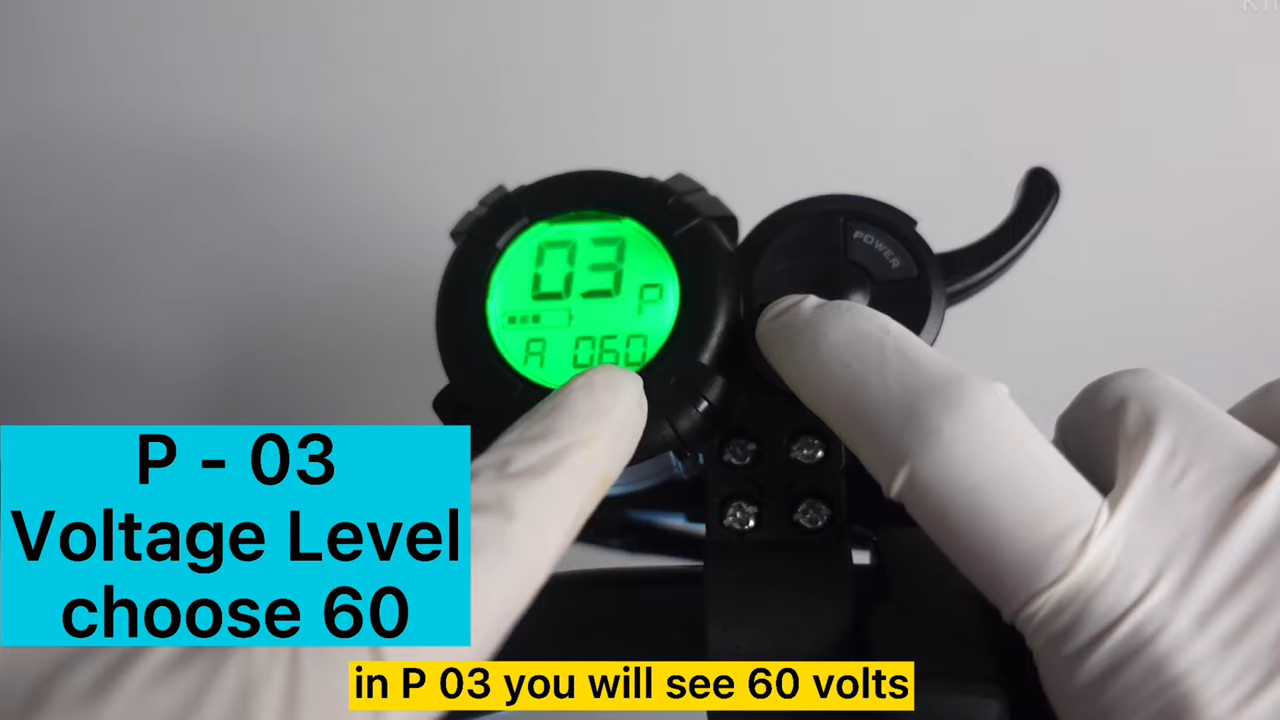 03
P
A 060
POWER
P - 03
Voltage Level
choose 60
in P 03 you will see 60 volts